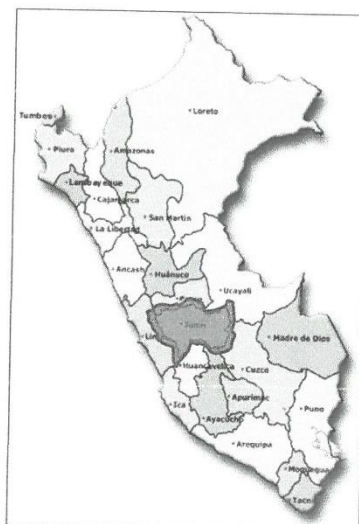 Loreto
Tumbes
Piura
Amazonas
Lambayeque
Cajamarca
San Martin
La Libertad
Ancash
Huánuco
Ucayali
Junin
Madre de Dios
Huancavelica
Cuzco
Ica
Apurimac
Ayacucho
Puno
Arequipa
Moquegua